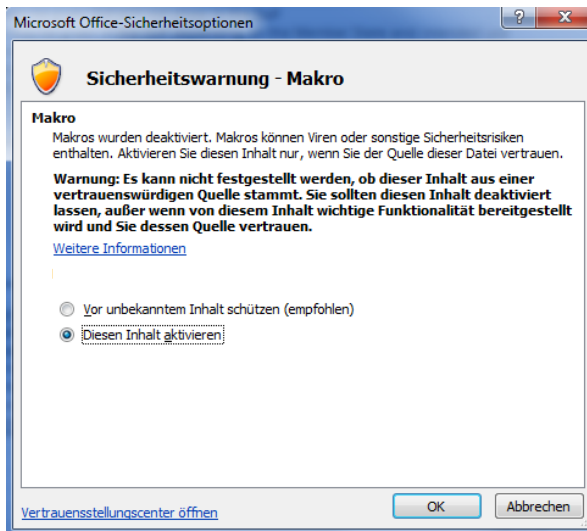 Microsoft Office-Sicherheitsoptionen
Sicherheitswarnung - Makro
Makro
Makros wurden deaktiviert. Makros können Viren oder sonstige Sicherheitsrisiken
enthalten. Aktivieren Sie diesen Inhalt nur, wenn Sie der Quelle dieser Datei vertrauen.
Warnung: Es kann nicht festgestellt werden, ob dieser Inhalt aus einer
vertrauenswürdigen Quelle stammt. Sie sollten diesen Inhalt deaktiviert
lassen, außer wenn von diesem Inhalt wichtige Funktionalität bereitgestellt
wird und Sie dessen Quelle vertrauen.
Weitere Informationen
Vor unbekanntem Inhalt schützen (empfohlen)
Diesen Inhalt aktivieren
Vertrauensstellungscenter öffnen
OK
Abbrechen